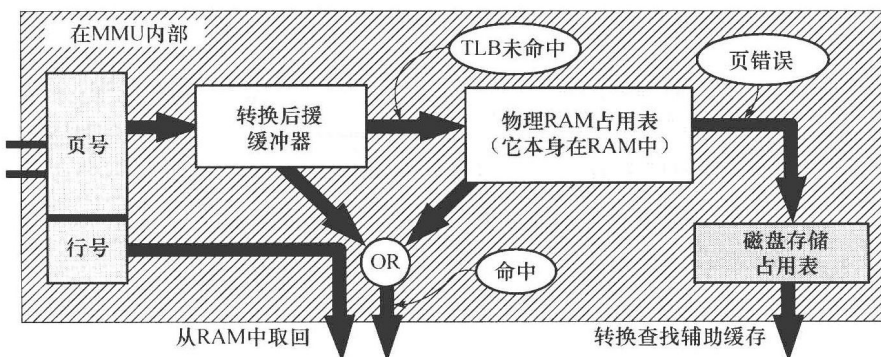 在MMU内部
TLB未命中
页错误
页号
转换后援
缓冲器
物理RAM占用表
（它本身在RAM中）
行号
OR
命中
磁盘存储
占用表
从RAM中取回
转换查找辅助缓存